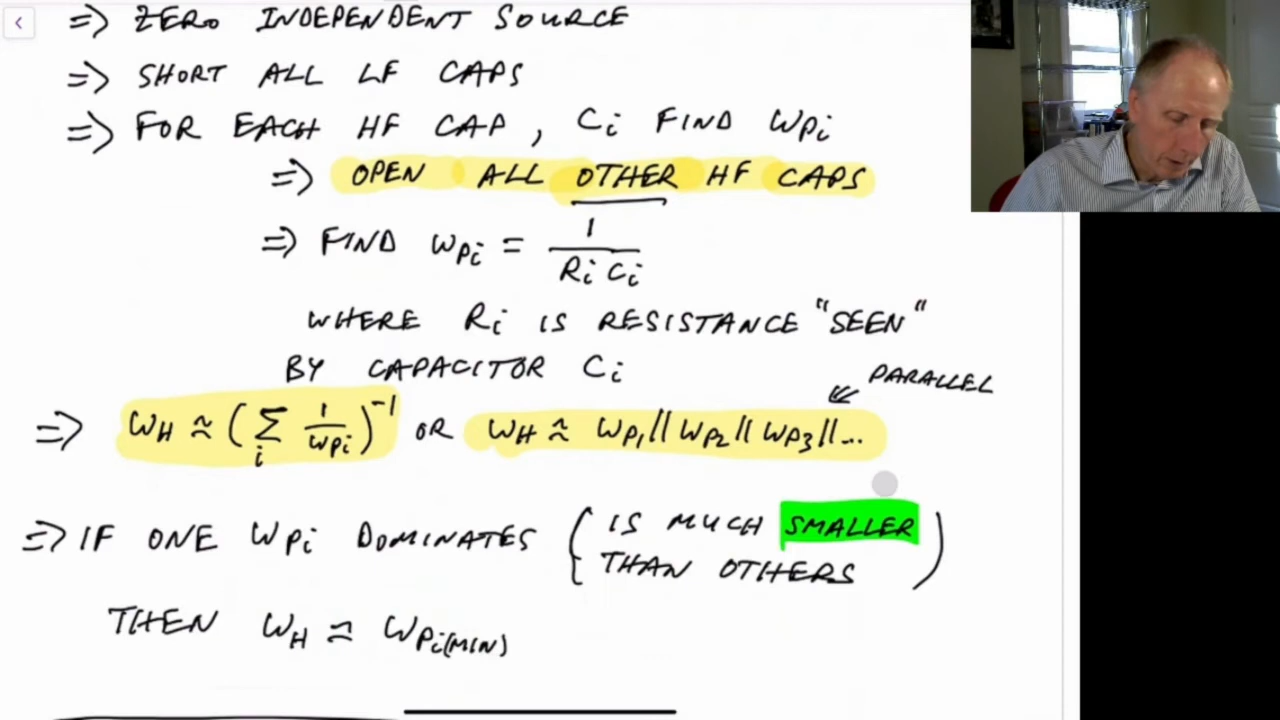 => ZERO INDEPENDENT SOURCE
=> SHORT ALL LF CAPS
=> FOR EACH HF CAP, Ci FIND ωPi
=> OPEN ALL OTHER HF CAPS
=> FIND ωPi = 1 / (Ri Ci)
WHERE Ri IS RESISTANCE "SEEN"
BY CAPACITOR Ci
PARALLEL
=> ωH ≈ (∑i 1/ωPi)^-1 OR ωH ≈ ωP1 || ωP2 || ωP3 || ...
=> IF ONE ωPi DOMINATES (IS MUCH SMALLER
THAN OTHERS)
THEN ωH ≈ ωPi(MIN)